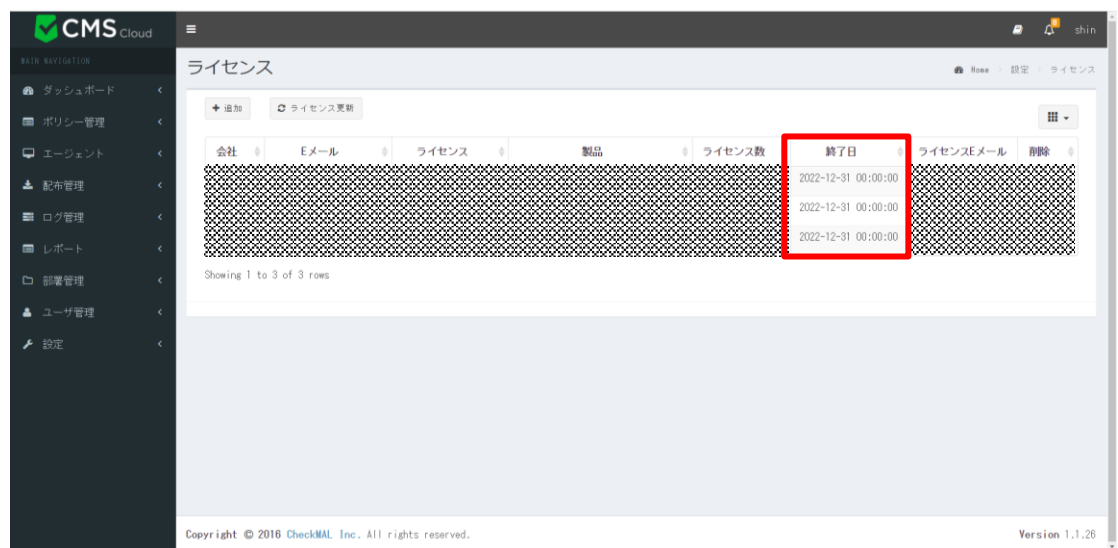 CMS Cloud
shin
MAIN NAVIGATION
ライセンス
Home > 設定 > ライセンス
ダッシュボード
ポリシー管理
エージェント
配布管理
ログ管理
レポート
部署管理
ユーザ管理
設定
追加 ライセンス更新
会社 Eメール ライセンス 製品 ライセンス数 終了日 ライセンスEメール 削除
2022-12-31 00:00:00
2022-12-31 00:00:00
2022-12-31 00:00:00
Showing 1 to 3 of 3 rows
Copyright © 2016 CheckMAL Inc. All rights reserved.
Version 1.1.26